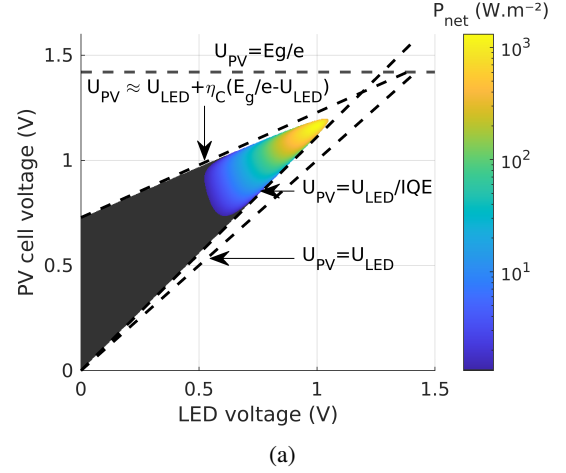 P_net (W.m⁻²)
1.5
U_PV=Eg/e
10³
U_PV ≈ U_LED+η_C(E_g/e-U_LED)
PV cell voltage (V)
1
10²
U_PV=U_LED/IQE
0.5
U_PV=U_LED
10¹
0
0 0.5 1 1.5
LED voltage (V)
(a)